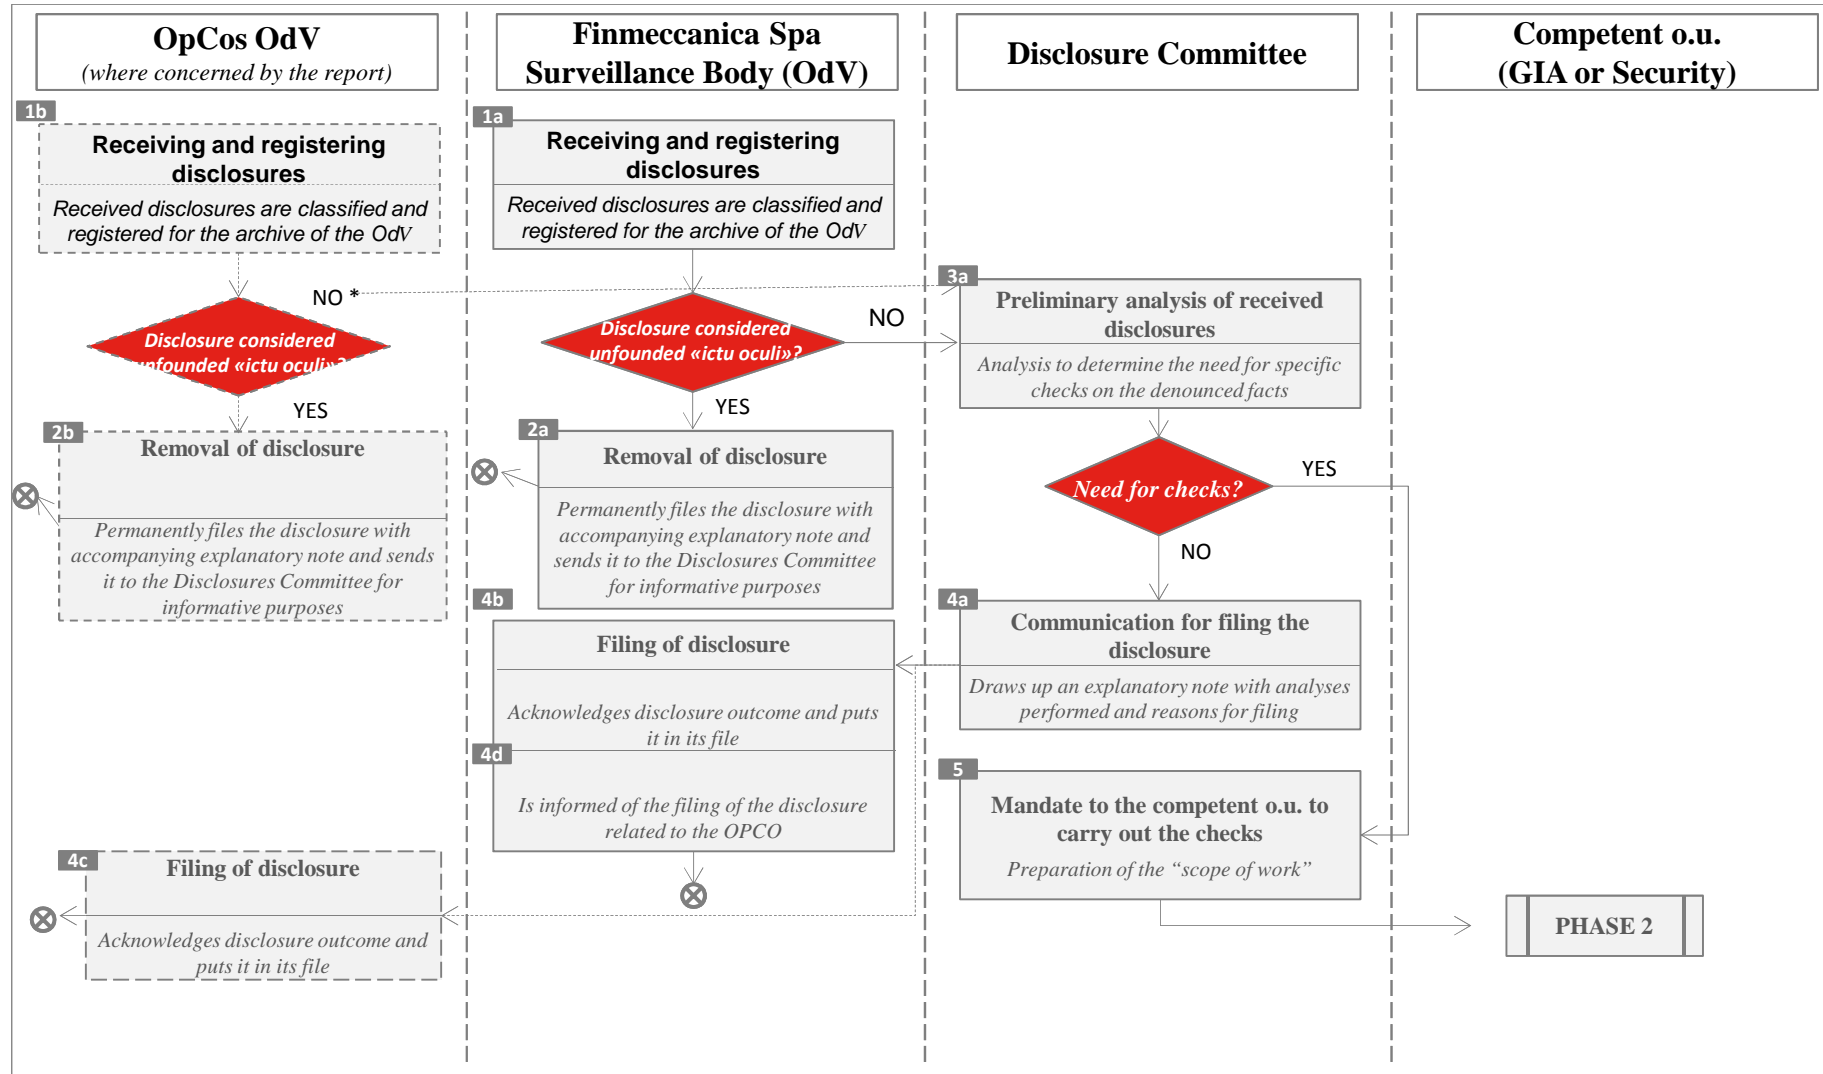 OpCos OdV
(where concerned by the report)
Finmeccanica Spa
Surveillance Body (OdV)
Disclosure Committee
Competent o.u.
(GIA or Security)
1b
Receiving and registering
disclosures
Received disclosures are classified and
registered for the archive of the OdV
1a
Receiving and registering
disclosures
Received disclosures are classified and
registered for the archive of the OdV
NO *
Disclosure considered
unfounded «ictu oculi»?
YES
Disclosure considered
unfounded «ictu oculi»?
NO
YES
3a
Preliminary analysis of received
disclosures
Analysis to determine the need for specific
checks on the denounced facts
2b
Removal of disclosure
Permanently files the disclosure with
accompanying explanatory note and sends
it to the Disclosures Committee for
informative purposes
2a
Removal of disclosure
Permanently files the disclosure with
accompanying explanatory note and
sends it to the Disclosures Committee
for informative purposes
Need for checks?
YES
NO
4b
Filing of disclosure
Acknowledges disclosure outcome and puts
it in its file
4d
Is informed of the filing of the disclosure
related to the OPCO
4a
Communication for filing the
disclosure
Draws up an explanatory note with analyses
performed and reasons for filing
5
Mandate to the competent o.u. to
carry out the checks
Preparation of the “scope of work”
4c
Filing of disclosure
Acknowledges disclosure outcome and
puts it in its file
PHASE 2